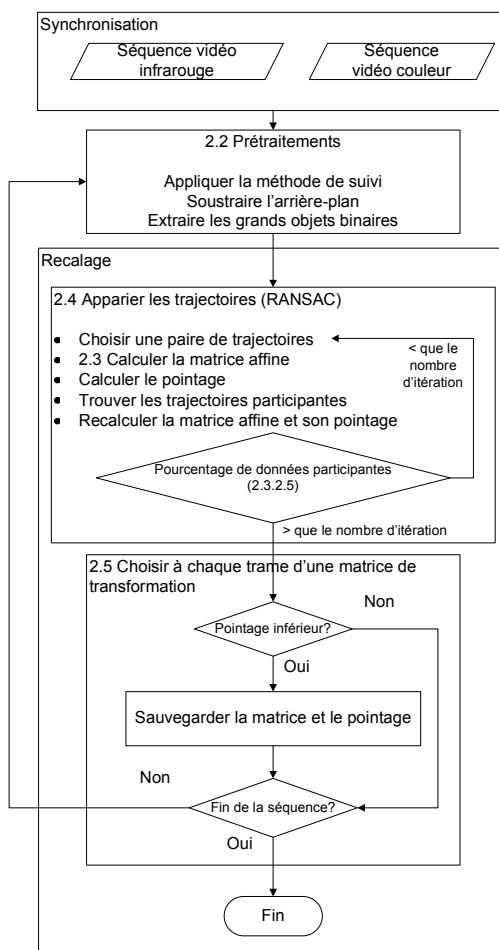 Synchronisation
Séquence vidéo
infrarouge
Séquence
vidéo couleur
2.2 Prétraitements
Appliquer la méthode de suivi
Soustraire l'arrière-plan
Extraire les grands objets binaires
Recalage
2.4 Apparier les trajectoires (RANSAC)
● Choisir une paire de trajectoires
● 2.3 Calculer la matrice affine
● Calculer le pointage
● Trouver les trajectoires participantes
● Recalculer la matrice affine et son pointage
< que le
nombre
d'itération
Pourcentage de données participantes
(2.3.2.5)
> que le nombre d'itération
2.5 Choisir à chaque trame d'une matrice de
transformation
Non
Pointage inférieur?
Oui
Sauvegarder la matrice et le pointage
Non
Fin de la séquence?
Oui
Fin